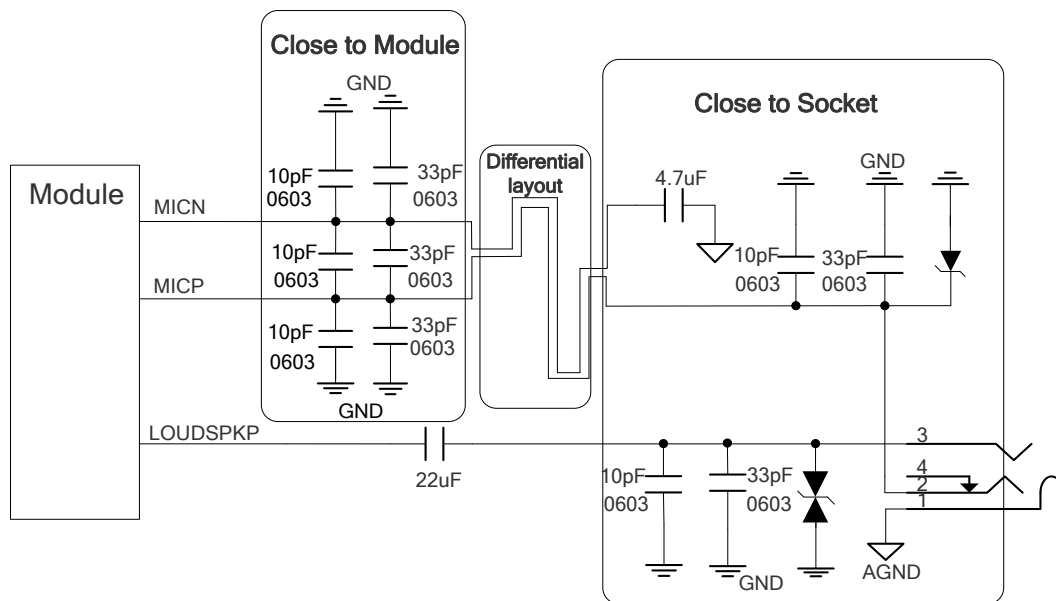 Close to Module
GND
10pF
0603
33pF
0603
10pF
0603
33pF
0603
10pF
0603
33pF
0603
GND
Module
MICN
MICP
LOUDSPKP
22uF
Differential
layout
Close to Socket
4.7uF
GND
10pF
0603
33pF
0603
10pF
0603
33pF
0603
GND
3
4
2
1
AGND